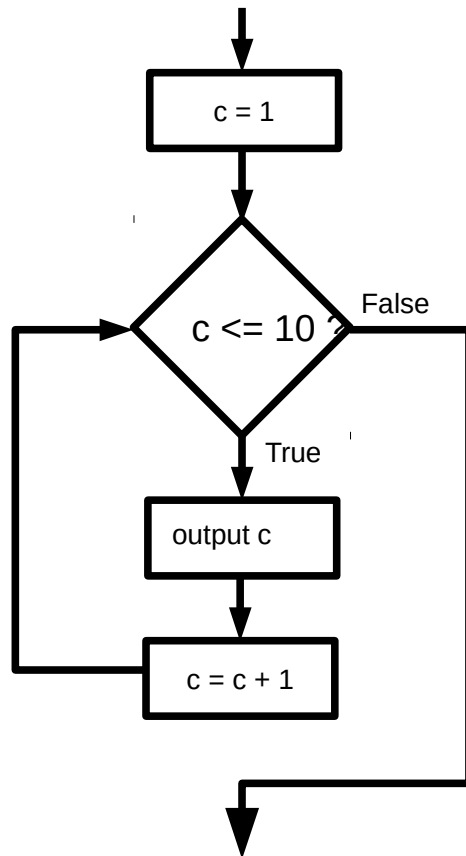 c = 1
c <= 10 ?
False
True
output c
c = c + 1